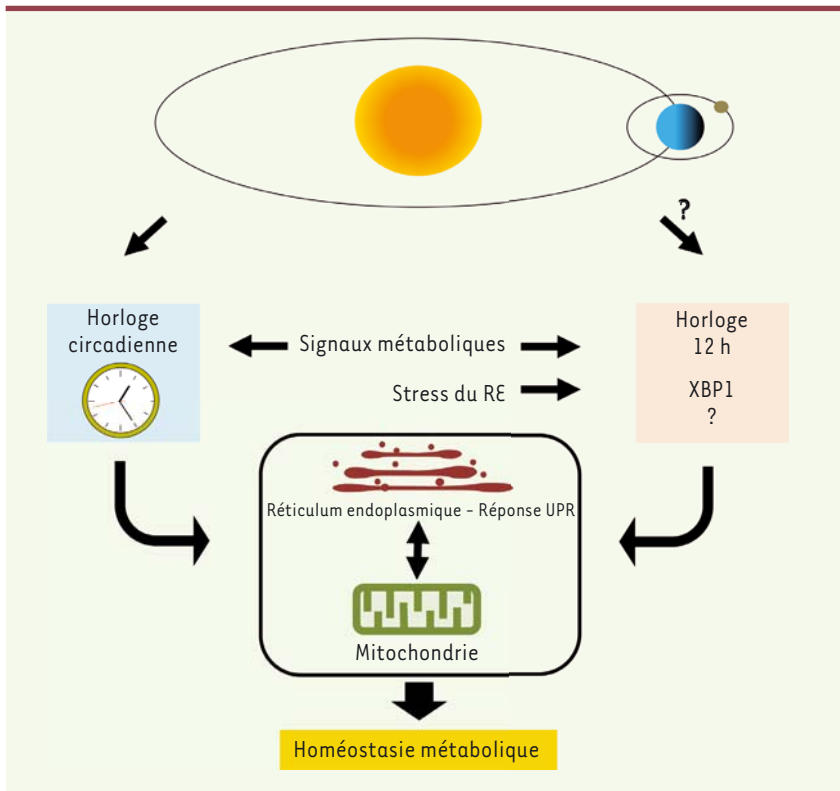 ?
Horloge
circadienne
Signaux métaboliques
Stress du RE
Horloge
12 h
XBP1
?
Réticulum endoplasmique – Réponse UPR
Mitochondrie
Homéostasie métabolique